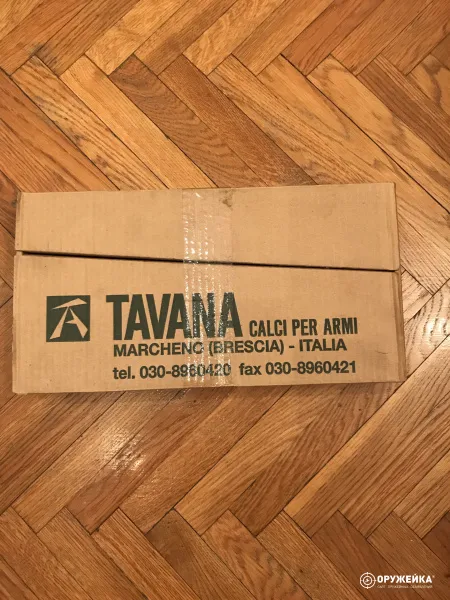 TAVANA CALCI PER ARMI
MARCHENO (BRESCIA) - ITALIA
tel. 030-8960420 fax 030-8960421
ОРУЖЕЙКА